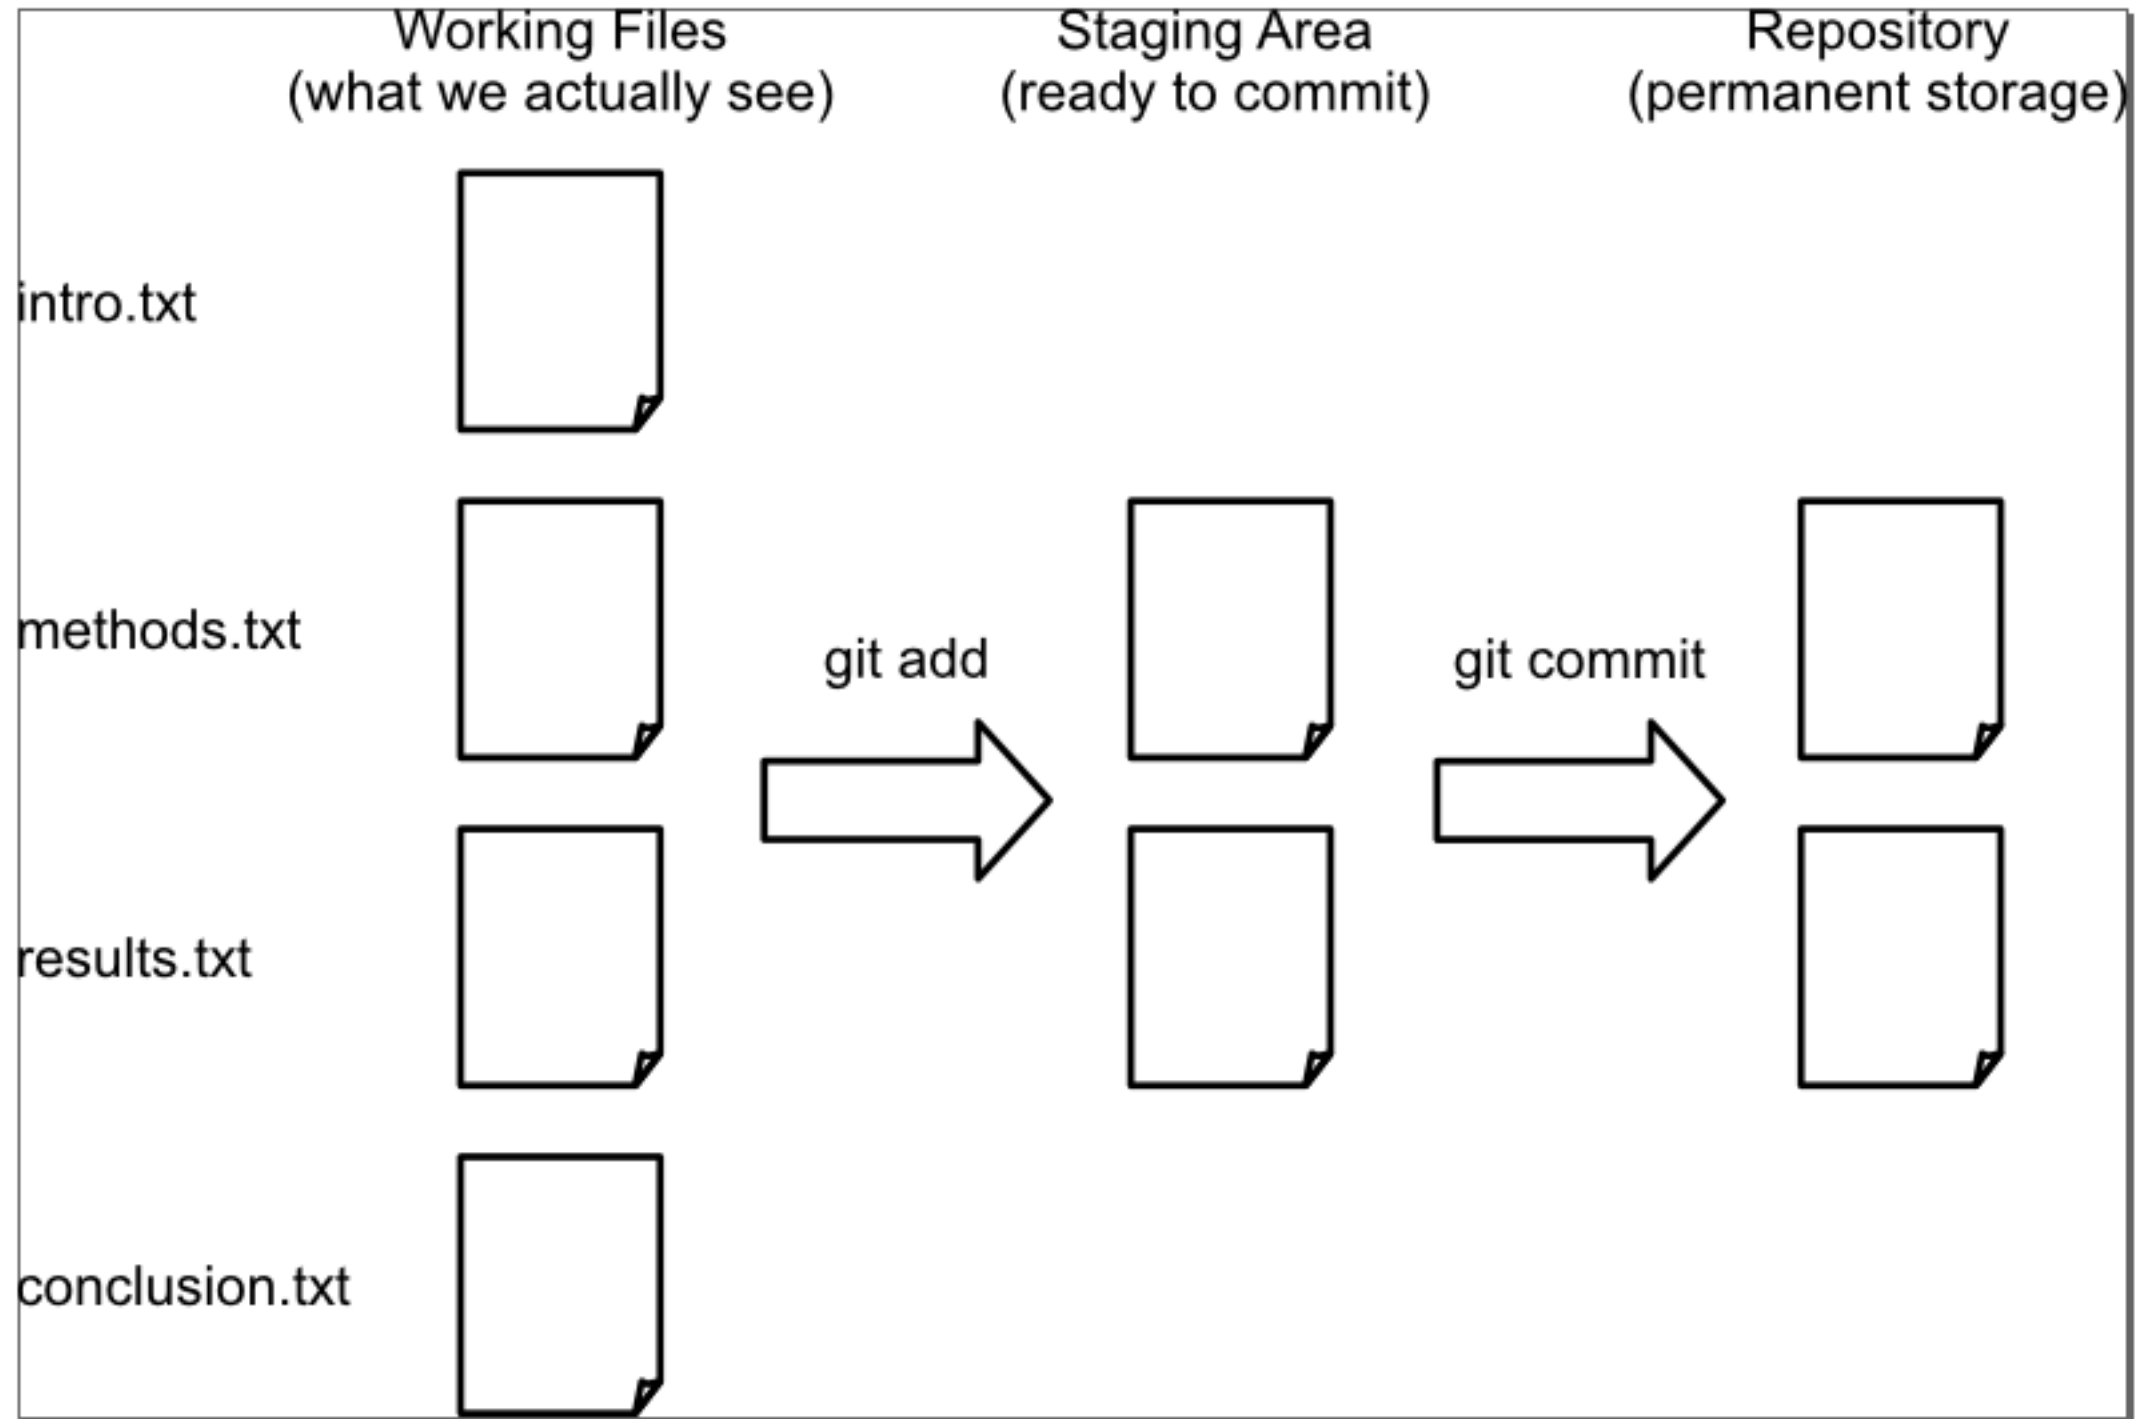 Working Files
(what we actually see)
Staging Area
(ready to commit)
Repository
(permanent storage)
intro.txt
methods.txt
git add
git commit
results.txt
conclusion.txt